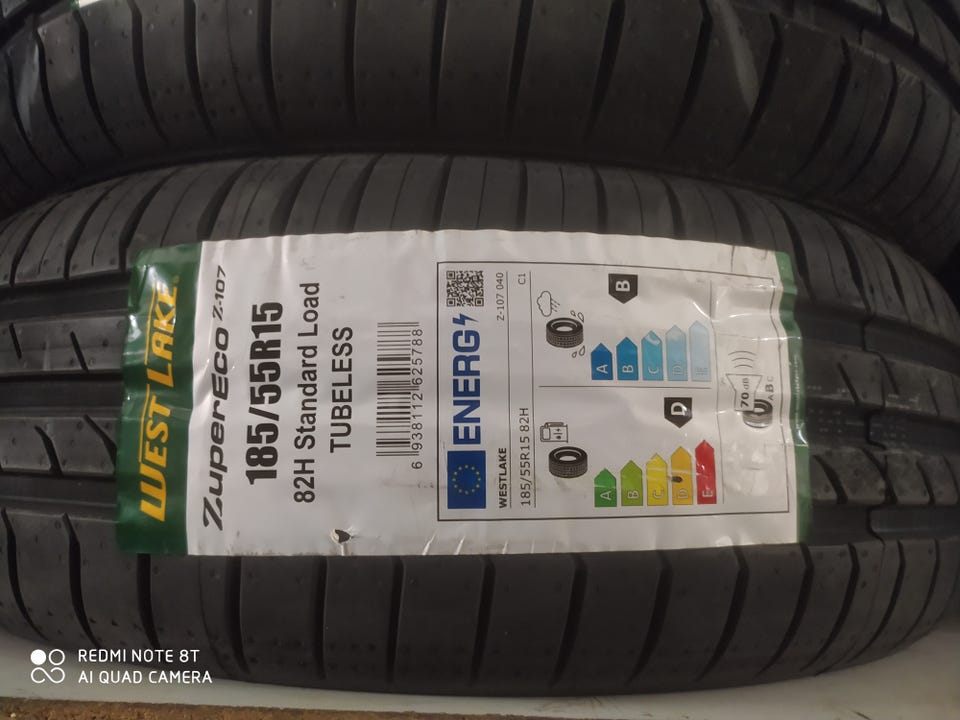 WESTLAKE
ZuperEco Z-107
185/55R15
82H Standard Load
TUBELESS
6 938112 625788
ENERG
WESTLAKE
Z-107 040
185/55R15 82H
C1
A
B
C
D
E
D
A
B
C
D
E
B
70 dB
ABC
REDMI NOTE 8T
AI QUAD CAMERA